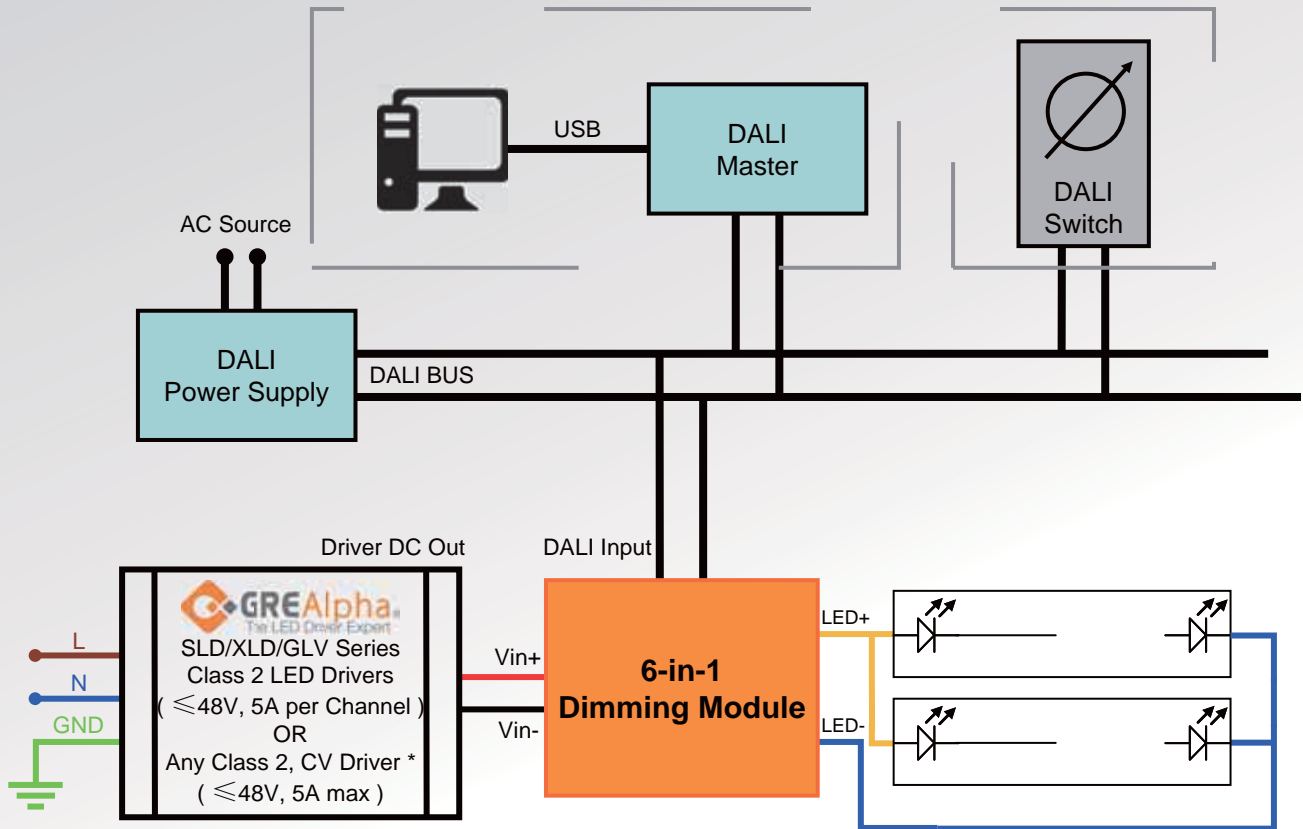 USB
DALI
Master
DALI
Switch
AC Source
DALI
Power Supply
DALI BUS
Driver DC Out
DALI Input
GREAlpha®
The LED Driver Expert
SLD/XLD/GLV Series
Class 2 LED Drivers
( ≤48V, 5A per Channel )
OR
Any Class 2, CV Driver *
( ≤48V, 5A max )
L
N
GND
Vin+
Vin-
6-in-1
Dimming Module
LED+
LED-